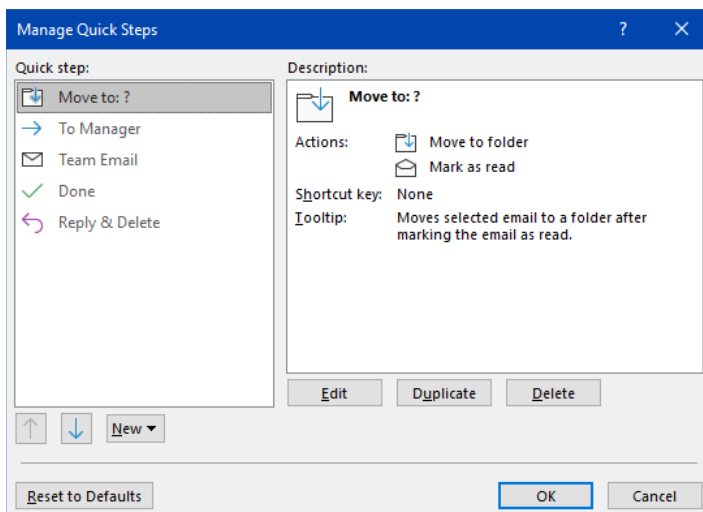 Manage Quick Steps
?
Quick step:
Move to: ?
To Manager
Team Email
Done
Reply & Delete
New
Description:
Move to: ?
Actions: Move to folder
Mark as read
Shortcut key: None
Tooltip: Moves selected email to a folder after
marking the email as read.
Edit Duplicate Delete
Reset to Defaults
OK Cancel